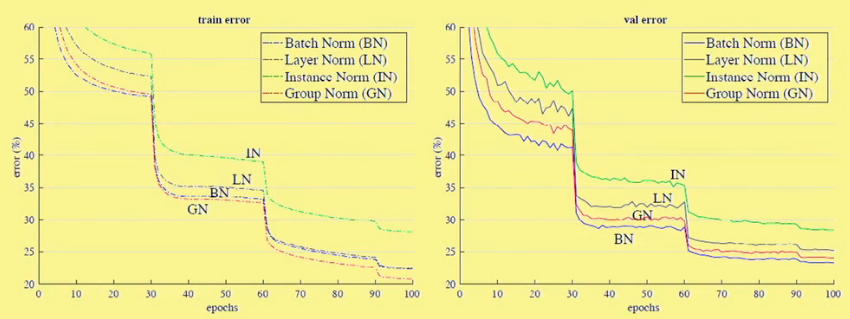 train error
60
55
50
45
40
35
30
25
20
error (%)
Batch Norm (BN)
Layer Norm (LN)
Instance Norm (IN)
Group Norm (GN)
IN
LN
BN
GN
0 10 20 30 40 50 60 70 80 90 100
epochs
val error
60
55
50
45
40
35
30
25
20
error (%)
Batch Norm (BN)
Layer Norm (LN)
Instance Norm (IN)
Group Norm (GN)
IN
LN
GN
BN
0 10 20 30 40 50 60 70 80 90 100
epochs